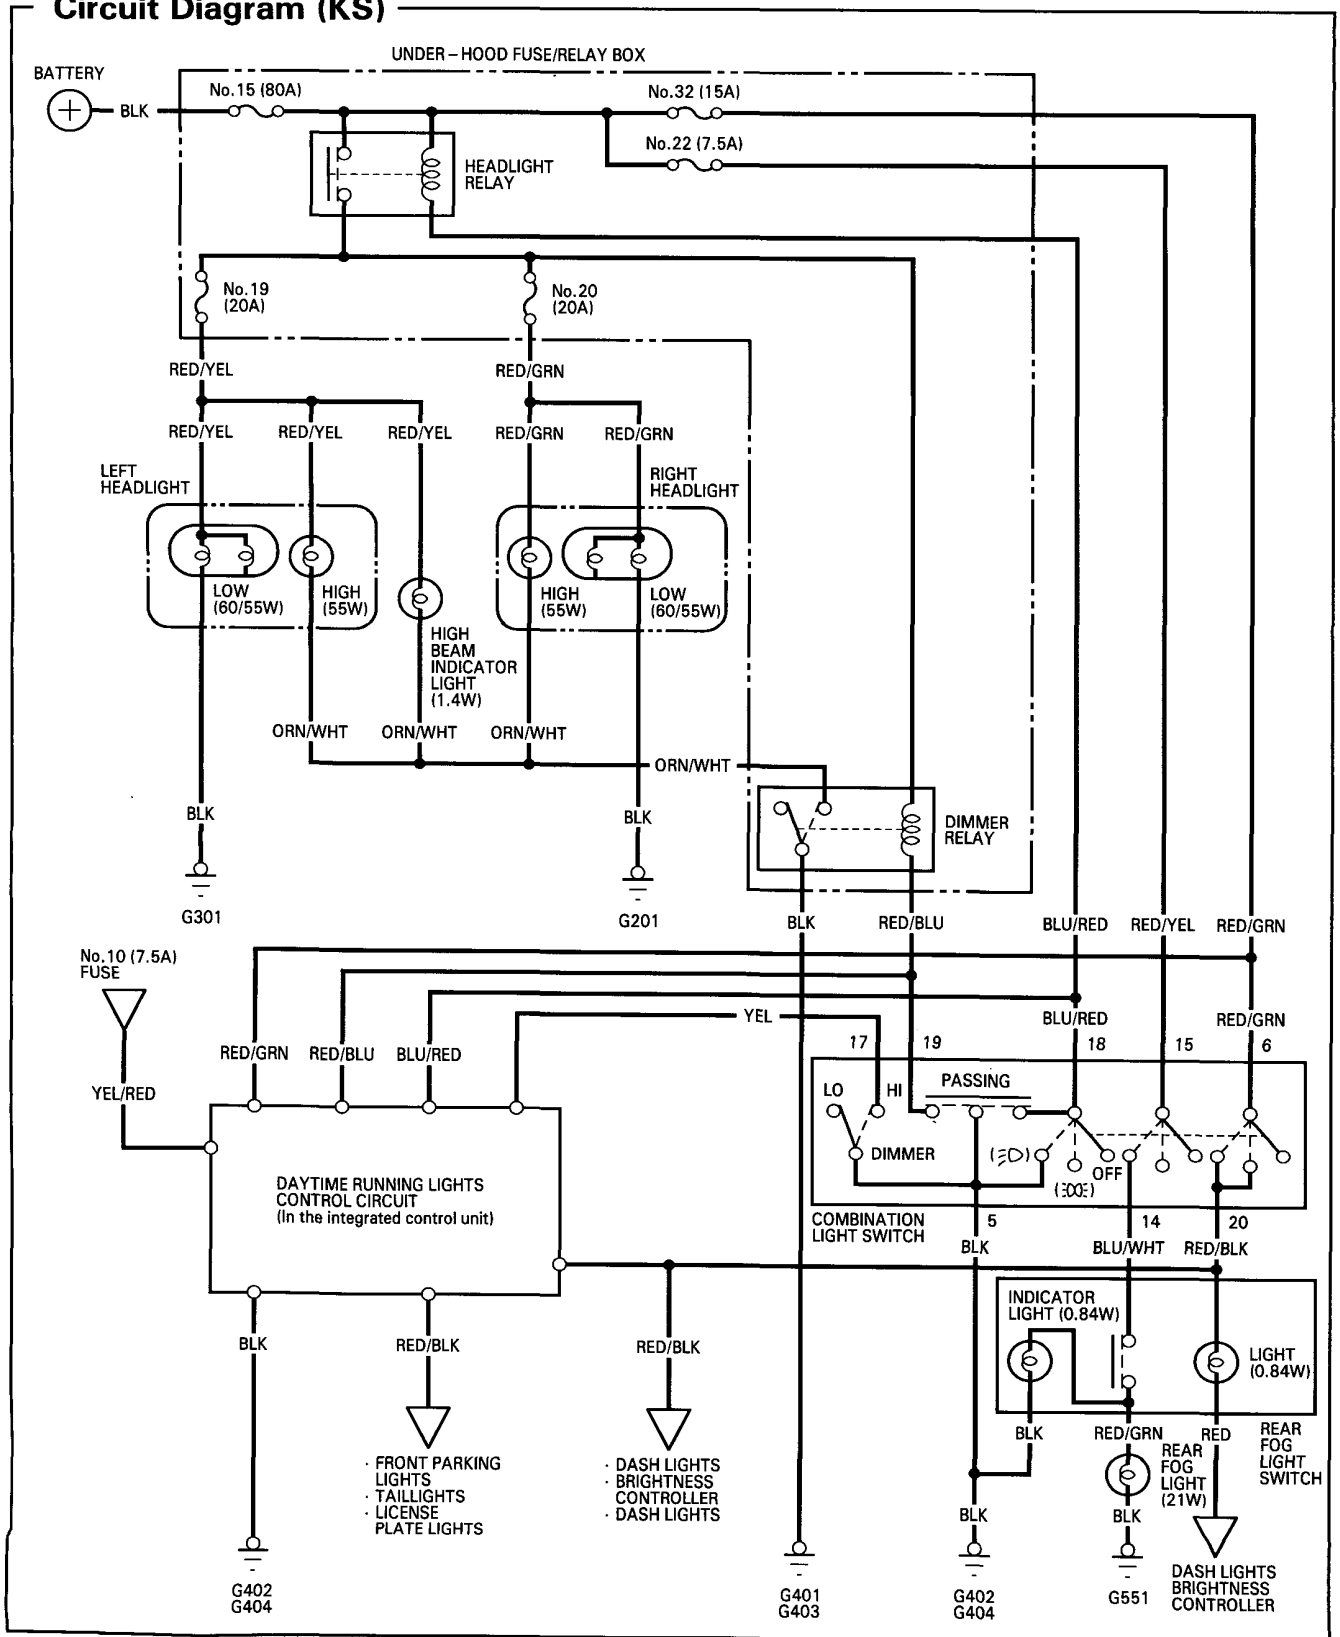 Circuit Diagram (KS)
UNDER-HOOD FUSE/RELAY BOX
BATTERY
+
BLK
No.15 (80A)
No.32 (15A)
No.22 (7.5A)
HEADLIGHT
RELAY
No.19
(20A)
No.20
(20A)
RED/YEL
RED/GRN
RED/YEL
RED/YEL
RED/YEL
RED/GRN
RED/GRN
LEFT
HEADLIGHT
RIGHT
HEADLIGHT
LOW
(60/55W)
HIGH
(55W)
HIGH
(55W)
LOW
(60/55W)
HIGH
BEAM
INDICATOR
LIGHT
(1.4W)
ORN/WHT
ORN/WHT
ORN/WHT
ORN/WHT
BLK
BLK
DIMMER
RELAY
G301
G201
BLK
RED/BLU
BLU/RED
RED/YEL
RED/GRN
No.10 (7.5A)
FUSE
YEL
BLU/RED
RED/GRN
RED/GRN
RED/BLU
BLU/RED
17
19
18
15
6
YEL/RED
LO
HI
PASSING
DIMMER
OFF
DAYTIME RUNNING LIGHTS
CONTROL CIRCUIT
(In the integrated control unit)
COMBINATION
LIGHT SWITCH
5
14
20
BLK
BLU/WHT
RED/BLK
INDICATOR
LIGHT (0.84W)
LIGHT
(0.84W)
BLK
RED/BLK
RED/BLK
BLK
RED/GRN
RED
REAR
FOG
LIGHT
SWITCH
REAR
FOG
LIGHT
(21W)
· FRONT PARKING
LIGHTS
· TAILLIGHTS
· LICENSE
PLATE LIGHTS
· DASH LIGHTS
· BRIGHTNESS
CONTROLLER
· DASH LIGHTS
BLK
BLK
G402
G404
G401
G403
G402
G404
G551
DASH LIGHTS
BRIGHTNESS
CONTROLLER